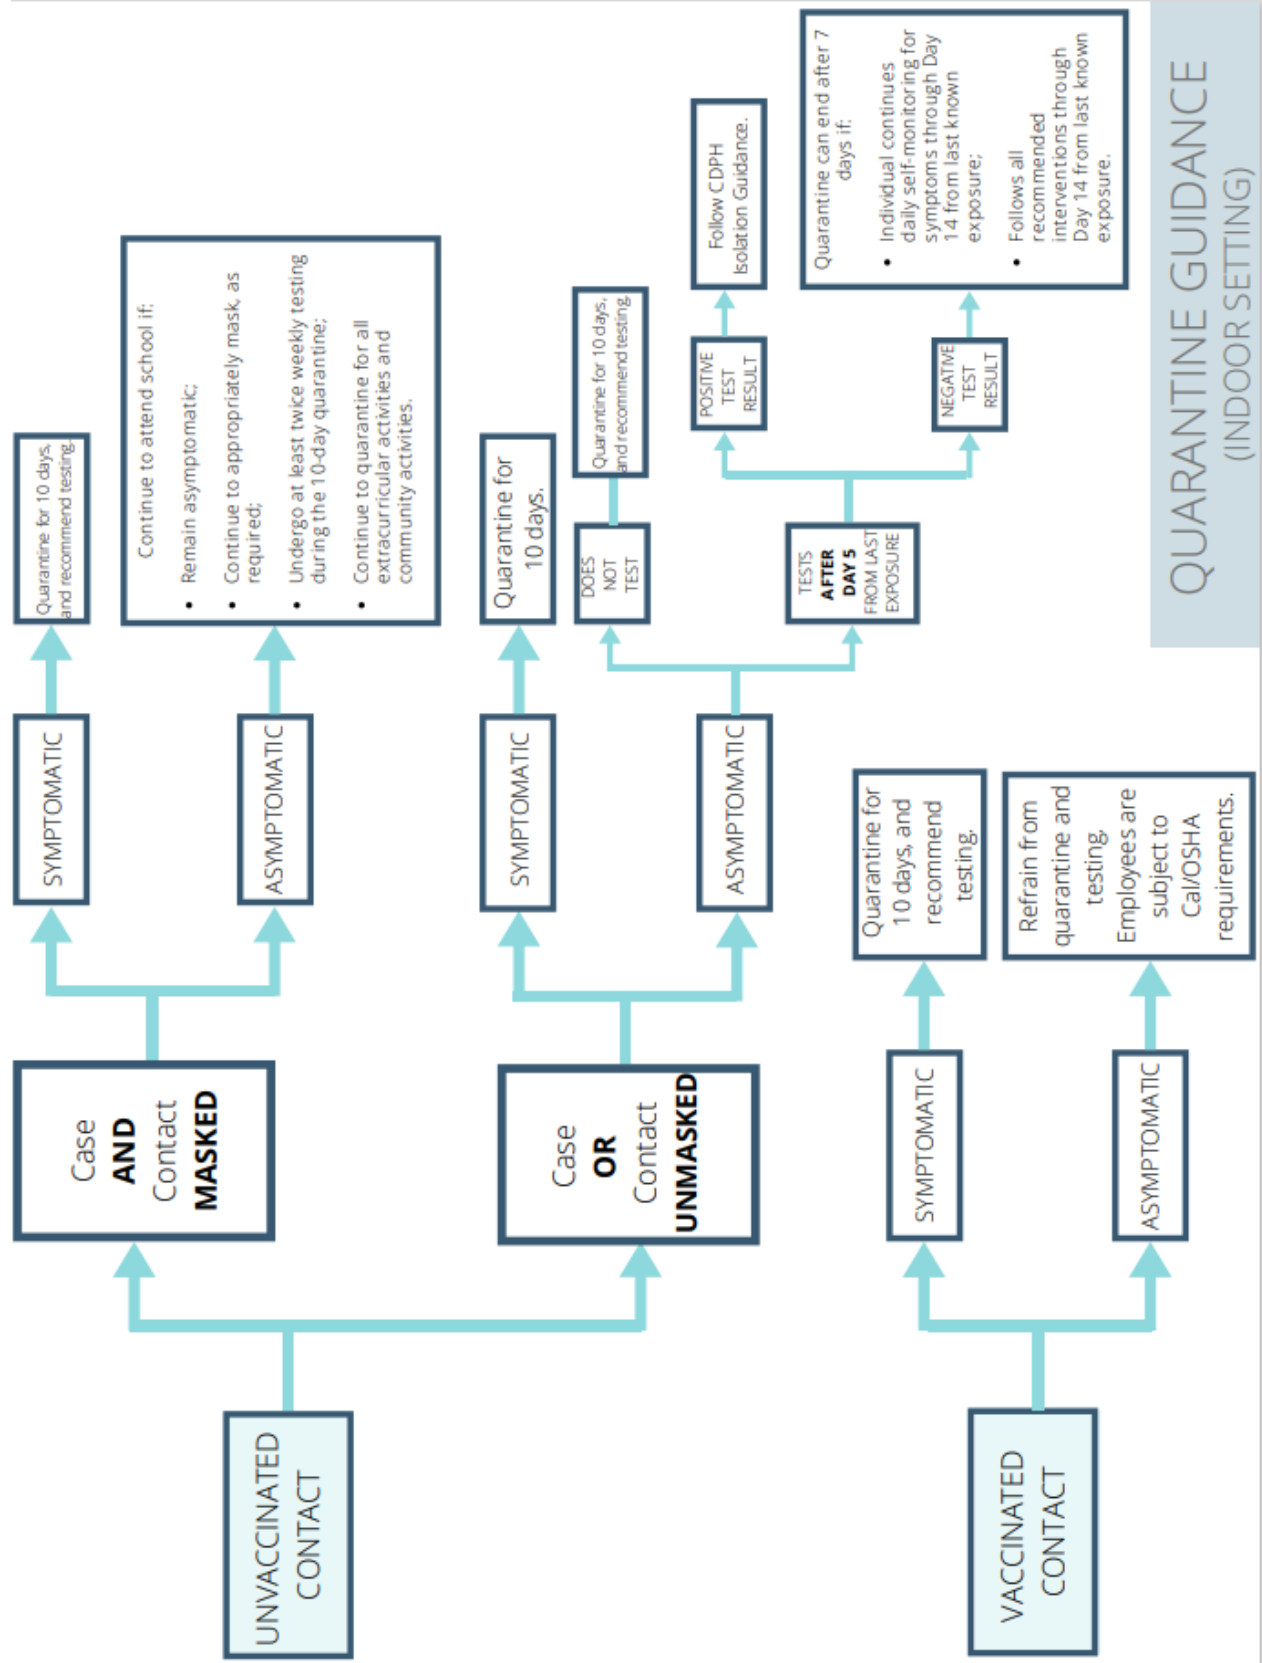 UNVACCINATED
CONTACT
Case
AND
Contact
MASKED
SYMPTOMATIC
Quarantine for 10 days,
and recommend testing.
ASYMPTOMATIC
Continue to attend school if:
• Remain asymptomatic;
• Continue to appropriately mask, as
required;
• Undergo at least twice weekly testing
during the 10-day quarantine;
• Continue to quarantine for all
extracurricular activities and
community activities.
Case
OR
Contact
UNMASKED
SYMPTOMATIC
Quarantine for
10 days.
ASYMPTOMATIC
DOES
NOT
TEST
Quarantine for 10 days,
and recommend testing.
TESTS
AFTER
DAY 5
FROM LAST
EXPOSURE
POSITIVE
TEST
RESULT
Follow CDPH
Isolation Guidance.
NEGATIVE
TEST
RESULT
Quarantine can end after 7
days if:
• Individual continues
daily self-monitoring for
symptoms through Day
14 from last known
exposure;
• Follows all
recommended
interventions through
Day 14 from last known
exposure.
VACCINATED
CONTACT
SYMPTOMATIC
Quarantine for
10 days, and
recommend
testing.
ASYMPTOMATIC
Refrain from
quarantine and
testing.
Employees are
subject to
Cal/OSHA
requirements.
QUARANTINE GUIDANCE
(INDOOR SETTING)